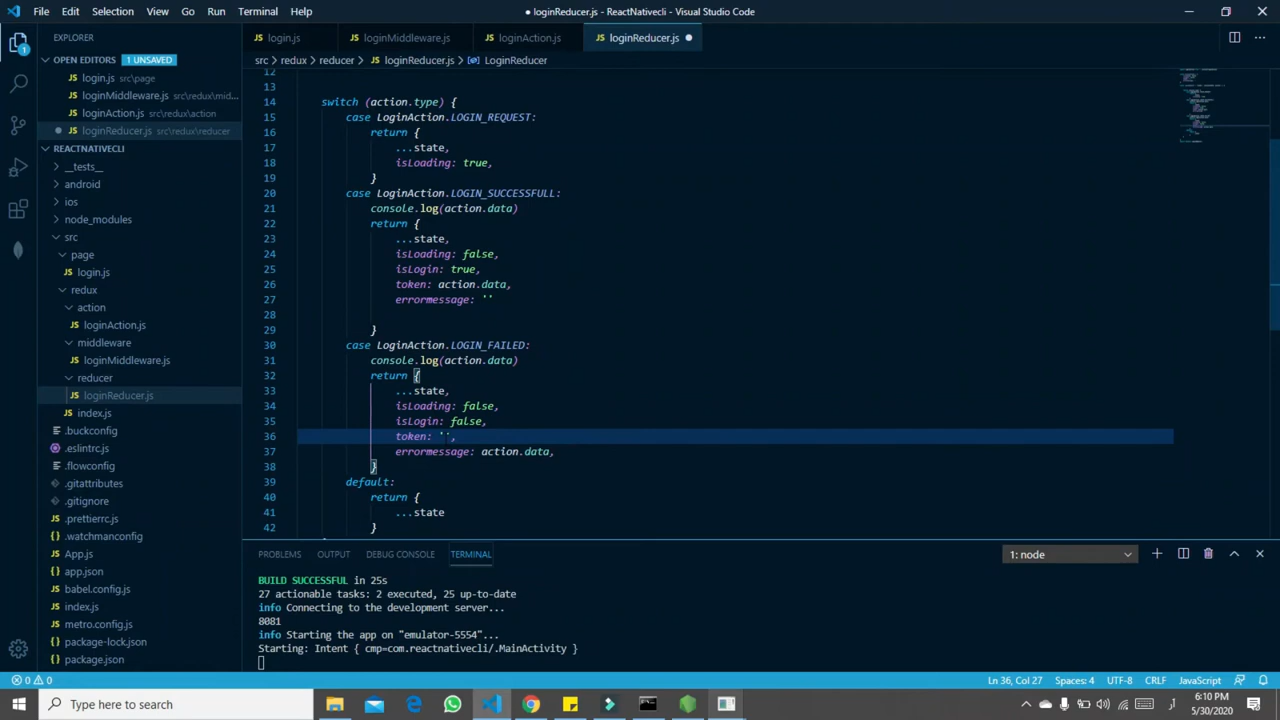 File Edit Selection View Go Run Terminal Help
● loginReducer.js - ReactNativecli - Visual Studio Code
EXPLORER
OPEN EDITORS 1 UNSAVED
login.js src\page
loginMiddleware.js src\redux\mid...
loginAction.js src\redux\action
loginReducer.js src\redux\reducer
REACTNATIVECLI
__tests__
android
ios
node_modules
src
page
login.js
redux
action
loginAction.js
middleware
loginMiddleware.js
reducer
loginReducer.js
index.js
.buckconfig
.eslintrc.js
.flowconfig
.gitattributes
.gitignore
.prettierrc.js
.watchmanconfig
App.js
app.json
babel.config.js
index.js
metro.config.js
package-lock.json
package.json
login.js loginMiddleware.js loginAction.js loginReducer.js
src > redux > reducer > loginReducer.js > LoginReducer
12
13
14 switch (action.type) {
15 case LoginAction.LOGIN_REQUEST:
16 return {
17 ...state,
18 isLoading: true,
19 }
20 case LoginAction.LOGIN_SUCCESSFULL:
21 console.log(action.data)
22 return {
23 ...state,
24 isLoading: false,
25 isLogin: true,
26 token: action.data,
27 errormessage: ''
28
29 }
30 case LoginAction.LOGIN_FAILED:
31 console.log(action.data)
32 return {
33 ...state,
34 isLoading: false,
35 isLogin: false,
36 token: '',
37 errormessage: action.data,
38 }
39 default:
40 return {
41 ...state
42 }
PROBLEMS OUTPUT DEBUG CONSOLE TERMINAL 1: node
BUILD SUCCESSFUL in 25s
27 actionable tasks: 2 executed, 25 up-to-date
info Connecting to the development server...
8081
info Starting the app on "emulator-5554"...
Starting: Intent { cmp=com.reactnativecli/.MainActivity }
0 0 Ln 36, Col 27 Spaces: 4 UTF-8 CRLF JavaScript
Type here to search
6:10 PM
5/30/2020